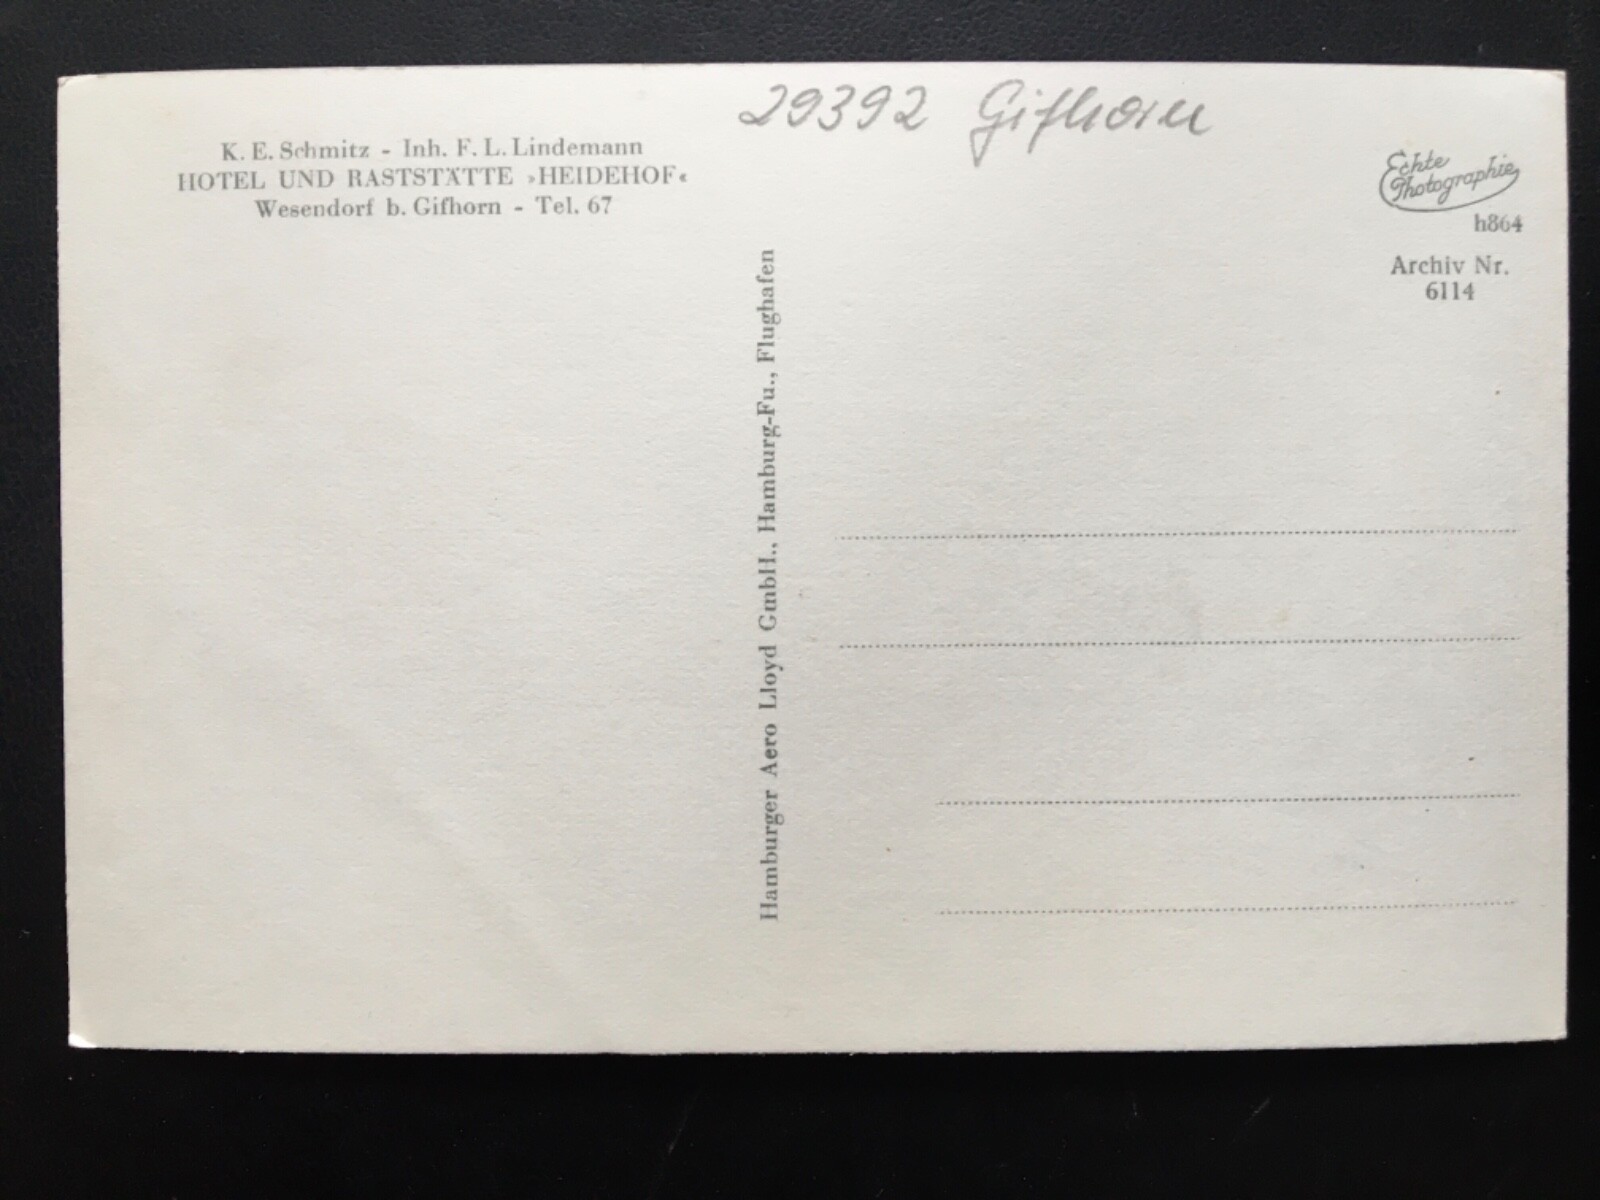 29392 Gifhorn
K. E. Schmitz - Inh. F. L. Lindemann
HOTEL UND RASTSTÄTTE »HEIDEHOF«
Wesendorf b. Gifhorn - Tel. 67
Echte
Photographie
h864
Archiv Nr.
6114
Hamburger Aero Lloyd GmbH., Hamburg-Fu., Flughafen